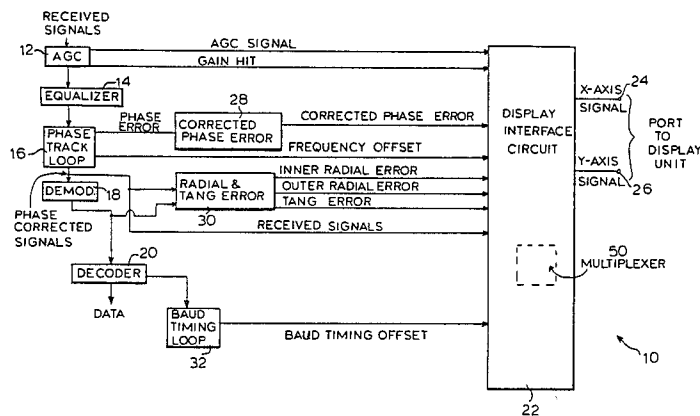 RECEIVED
SIGNALS
12
AGC
AGC SIGNAL
GAIN HIT
14
EQUALIZER
PHASE
ERROR
28
CORRECTED
PHASE ERROR
CORRECTED PHASE ERROR
16
PHASE
TRACK
LOOP
FREQUENCY OFFSET
DEMOD
18
PHASE
CORRECTED
SIGNALS
RADIAL &
TANG ERROR
30
INNER RADIAL ERROR
OUTER RADIAL ERROR
TANG ERROR
RECEIVED SIGNALS
20
DECODER
DATA
BAUD
TIMING
LOOP
32
BAUD TIMING OFFSET
DISPLAY
INTERFACE
CIRCUIT
X-AXIS
SIGNAL
24
Y-AXIS
SIGNAL
26
PORT
TO
DISPLAY
UNIT
50
MULTIPLEXER
10
22